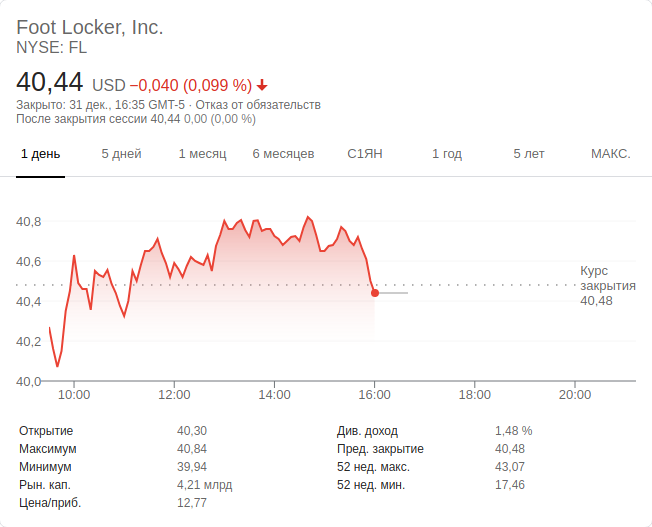 Foot Locker, Inc.
NYSE: FL
40,44 USD −0,040 (0,099 %)
Закрыто: 31 дек., 16:35 GMT-5 · Отказ от обязательств
После закрытия сессии 40,44 0,00 (0,00 %)
1 день 5 дней 1 месяц 6 месяцев С1ЯН 1 год 5 лет МАКС.
40,8
40,6
40,4
40,2
40,0
Курс
закрытия
40,48
10:00 12:00 14:00 16:00 18:00 20:00
Открытие 40,30 Див. доход 1,48 %
Максимум 40,84 Пред. закрытие 40,48
Минимум 39,94 52 нед. макс. 43,07
Рын. кап. 4,21 млрд 52 нед. мин. 17,46
Цена/приб. 12,77